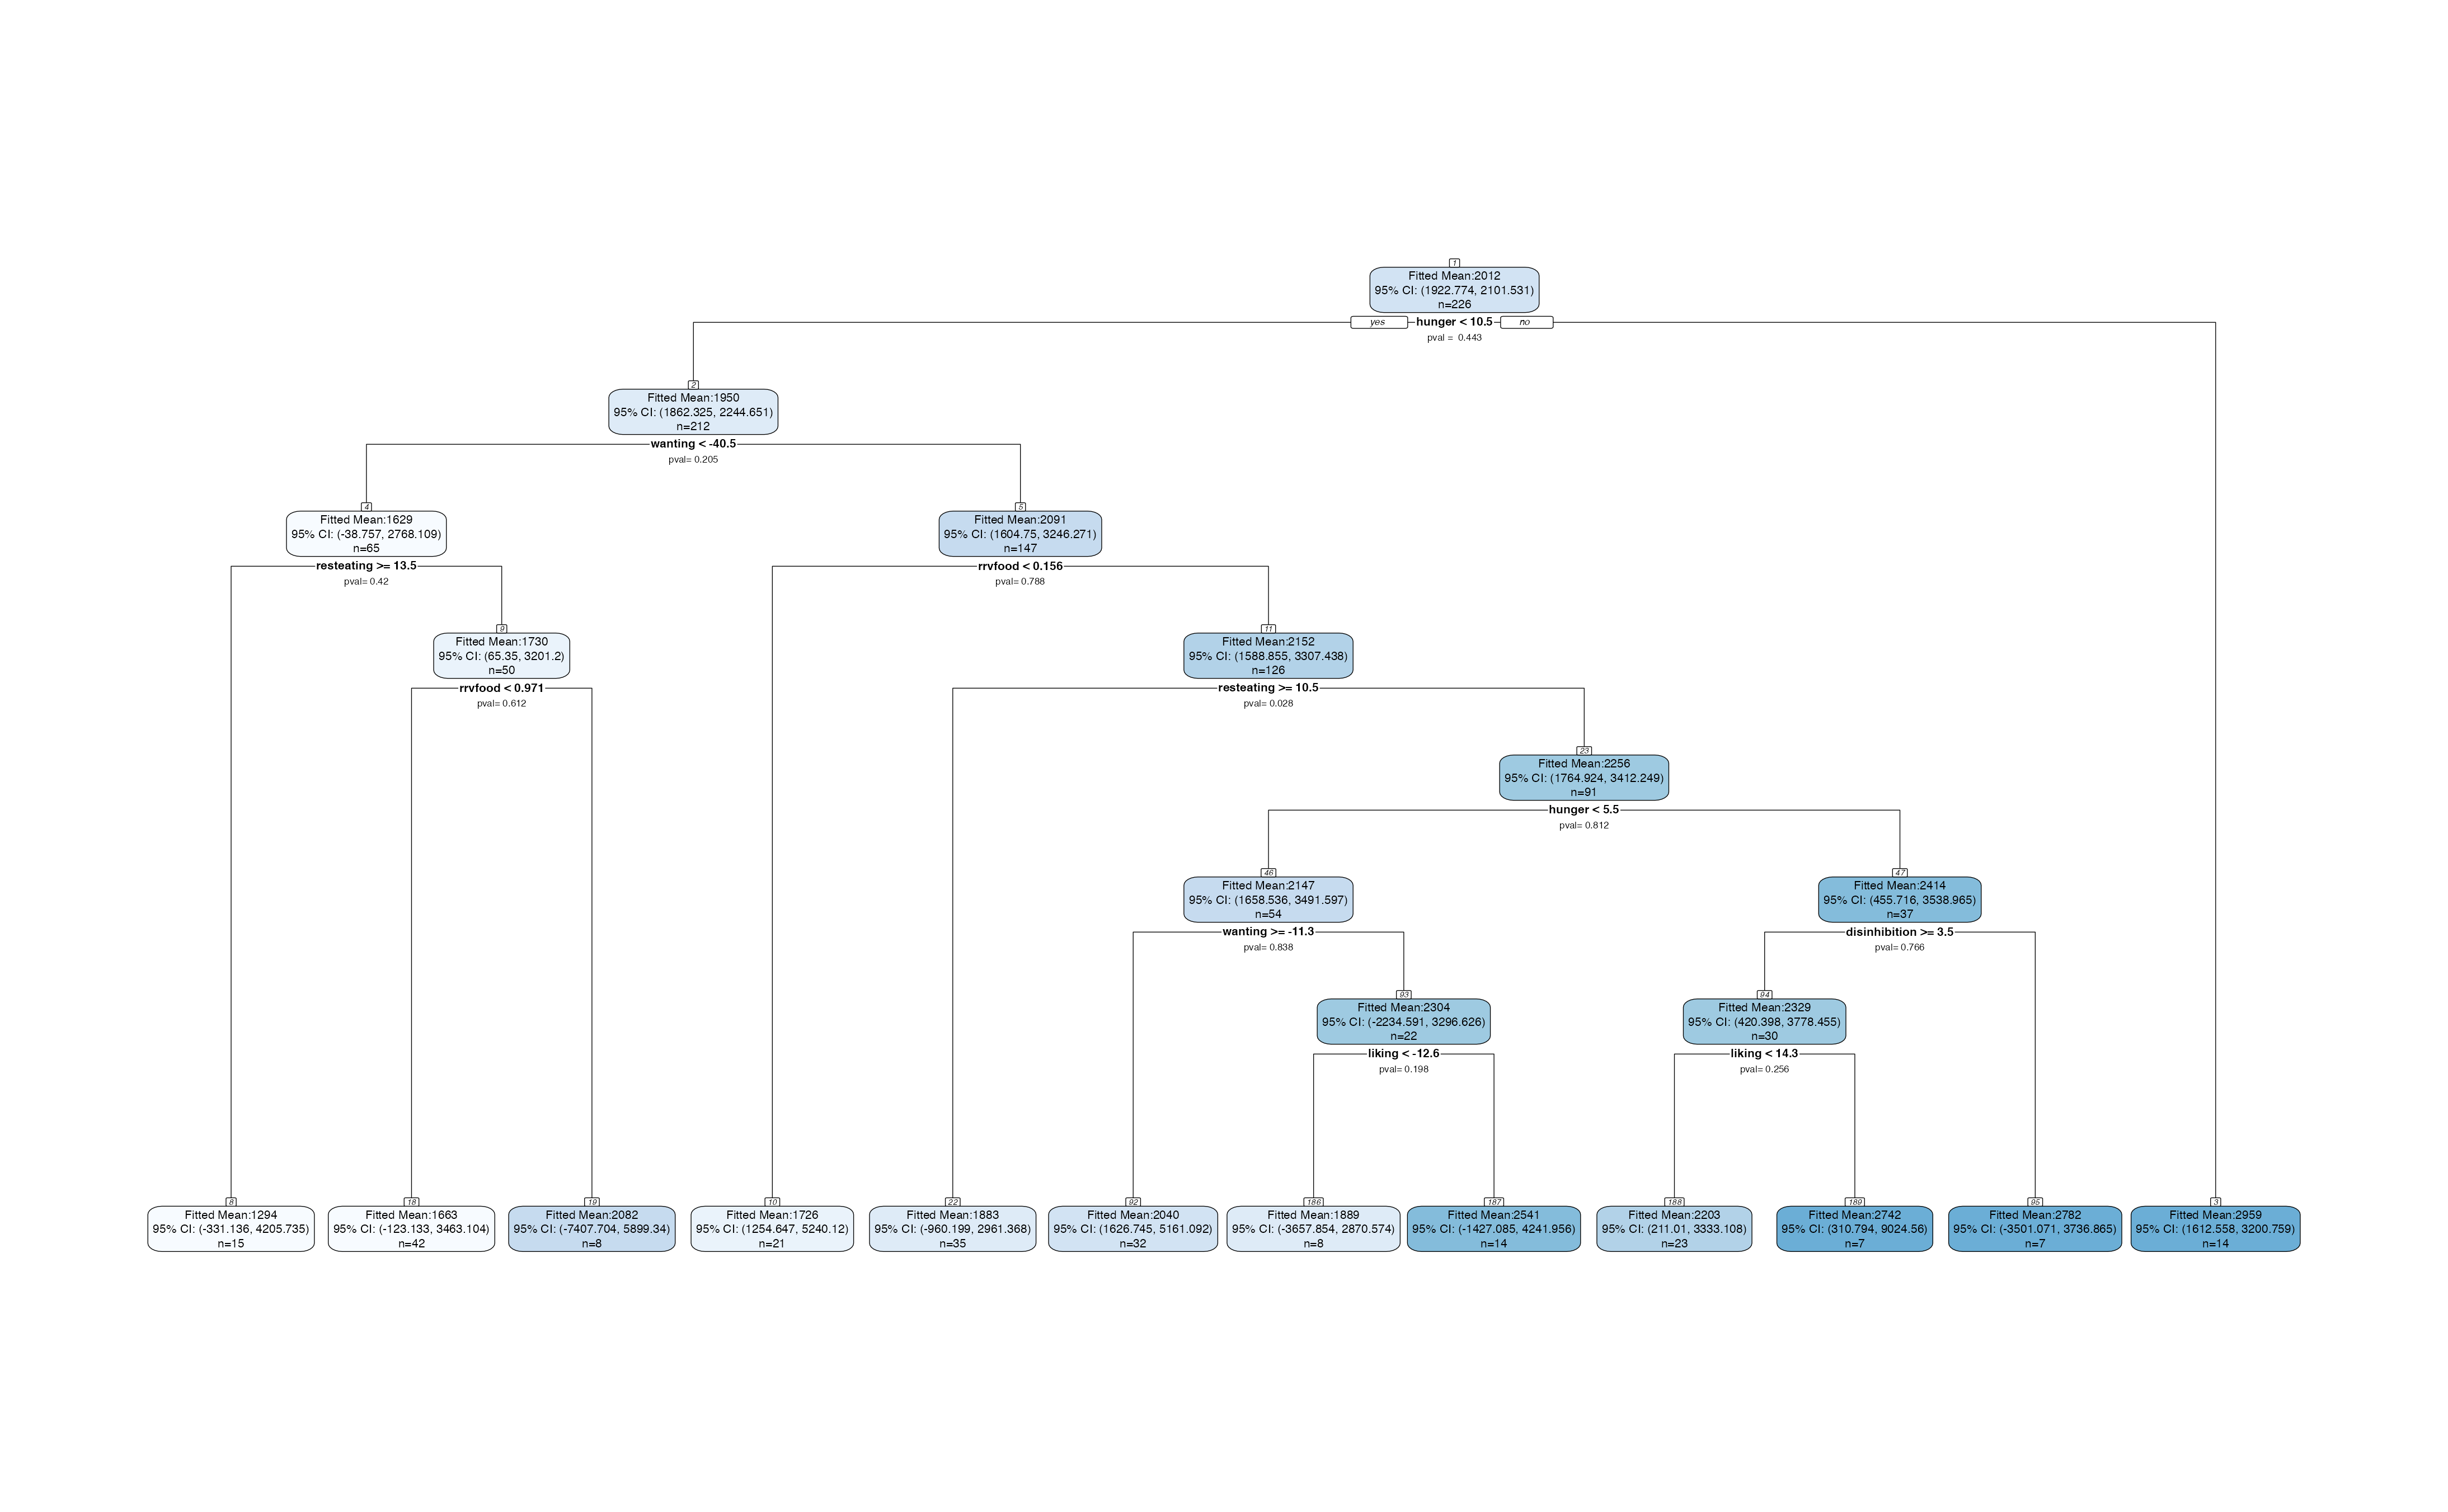 1
Fitted Mean:2012
95% CI: (1922.774, 2101.531)
n=226
yes hunger < 10.5 no
pval =  0.443
2
Fitted Mean:1950
95% CI: (1862.325, 2244.651)
n=212
wanting < -40.5
pval= 0.205
4
Fitted Mean:1629
95% CI: (-38.757, 2768.109)
n=65
resteating >= 13.5
pval= 0.42
5
Fitted Mean:2091
95% CI: (1604.75, 3246.271)
n=147
rrvfood < 0.156
pval= 0.788
9
Fitted Mean:1730
95% CI: (65.35, 3201.2)
n=50
rrvfood < 0.971
pval= 0.612
11
Fitted Mean:2152
95% CI: (1588.855, 3307.438)
n=126
resteating >= 10.5
pval= 0.028
23
Fitted Mean:2256
95% CI: (1764.924, 3412.249)
n=91
hunger < 5.5
pval= 0.812
46
Fitted Mean:2147
95% CI: (1658.536, 3491.597)
n=54
wanting >= -11.3
pval= 0.838
47
Fitted Mean:2414
95% CI: (455.716, 3538.965)
n=37
disinhibition >= 3.5
pval= 0.766
93
Fitted Mean:2304
95% CI: (-2234.591, 3296.626)
n=22
liking < -12.6
pval= 0.198
94
Fitted Mean:2329
95% CI: (420.398, 3778.455)
n=30
liking < 14.3
pval= 0.256
8
Fitted Mean:1294
95% CI: (-331.136, 4205.735)
n=15
18
Fitted Mean:1663
95% CI: (-123.133, 3463.104)
n=42
19
Fitted Mean:2082
95% CI: (-7407.704, 5899.34)
n=8
10
Fitted Mean:1726
95% CI: (1254.647, 5240.12)
n=21
22
Fitted Mean:1883
95% CI: (-960.199, 2961.368)
n=35
92
Fitted Mean:2040
95% CI: (1626.745, 5161.092)
n=32
186
Fitted Mean:1889
95% CI: (-3657.854, 2870.574)
n=8
187
Fitted Mean:2541
95% CI: (-1427.085, 4241.956)
n=14
188
Fitted Mean:2203
95% CI: (211.01, 3333.108)
n=23
189
Fitted Mean:2742
95% CI: (310.794, 9024.56)
n=7
95
Fitted Mean:2782
95% CI: (-3501.071, 3736.865)
n=7
3
Fitted Mean:2959
95% CI: (1612.558, 3200.759)
n=14